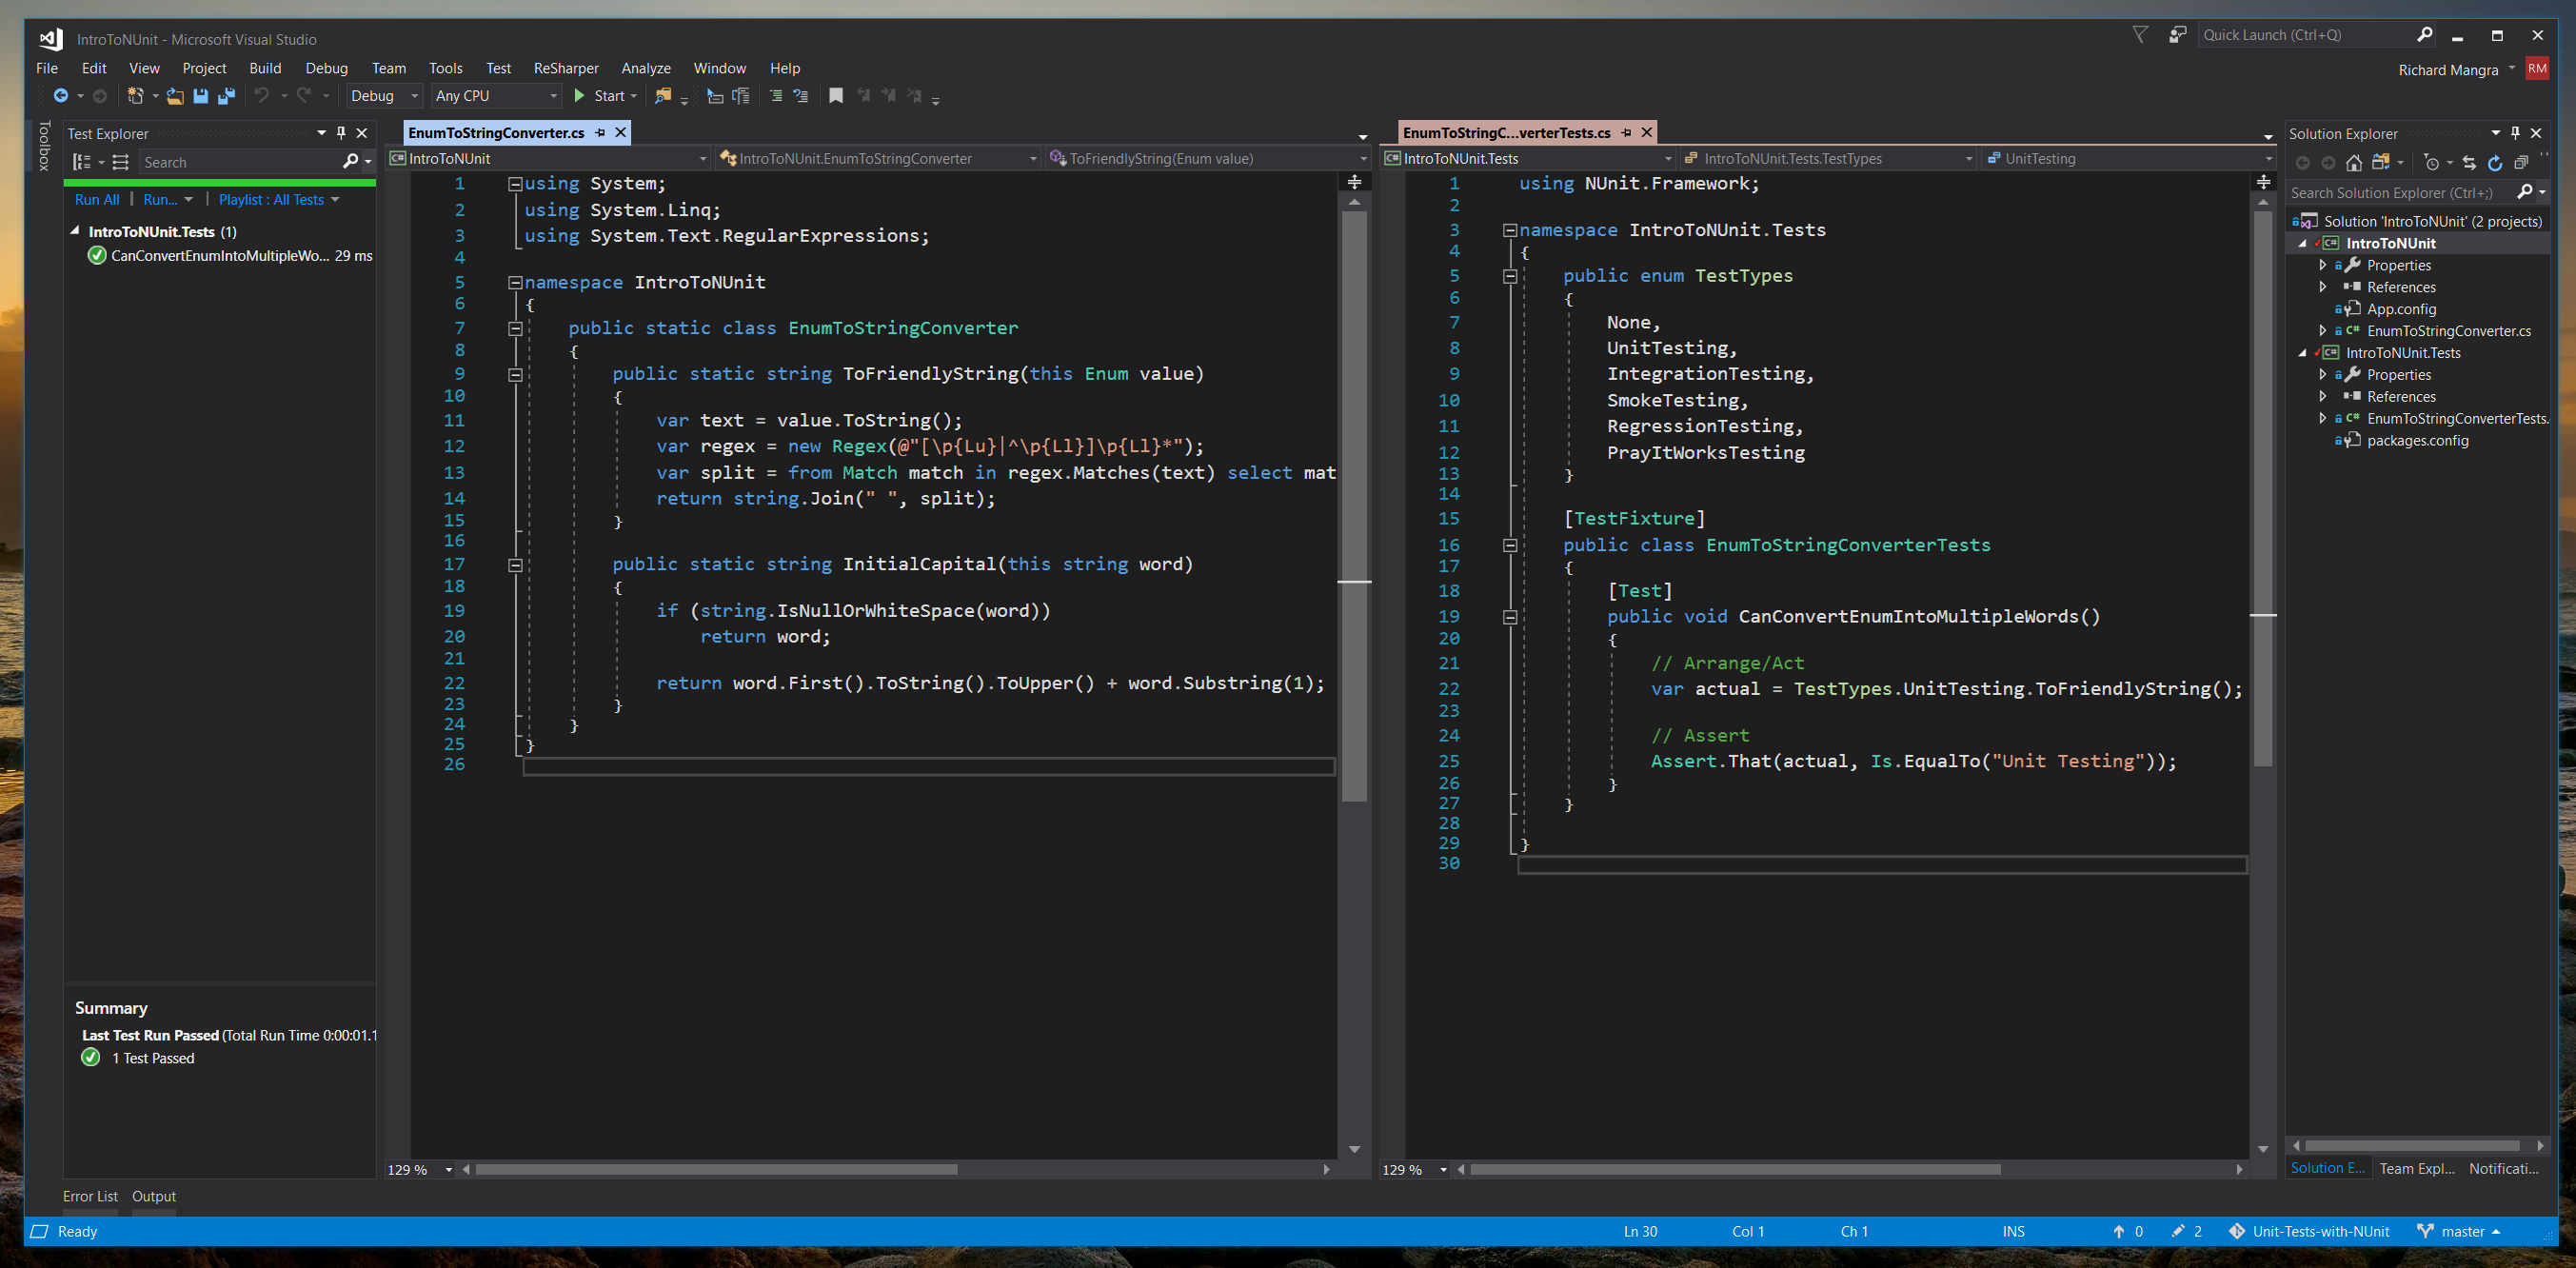 IntroToNUnit - Microsoft Visual Studio
Quick Launch (Ctrl+Q)
File Edit View Project Build Debug Team Tools Test ReSharper Analyze Window Help
Richard Mangra RM
Debug Any CPU Start
Toolbox
Test Explorer
Search
Run All | Run... | Playlist : All Tests
IntroToNUnit.Tests (1)
CanConvertEnumIntoMultipleWo... 29 ms
Summary
Last Test Run Passed (Total Run Time 0:00:01.1
1 Test Passed
EnumToStringConverter.cs
IntroToNUnit IntroToNUnit.EnumToStringConverter ToFriendlyString(Enum value)
1 using System;
2 using System.Linq;
3 using System.Text.RegularExpressions;
4
5 namespace IntroToNUnit
6 {
7 public static class EnumToStringConverter
8 {
9 public static string ToFriendlyString(this Enum value)
10 {
11 var text = value.ToString();
12 var regex = new Regex(@"[\p{Lu}|^\p{Ll}]\p{Ll}*");
13 var split = from Match match in regex.Matches(text) select mat
14 return string.Join(" ", split);
15 }
16
17 public static string InitialCapital(this string word)
18 {
19 if (string.IsNullOrWhiteSpace(word))
20 return word;
21
22 return word.First().ToString().ToUpper() + word.Substring(1);
23 }
24 }
25 }
26
129 %
EnumToStringC...verterTests.cs
IntroToNUnit.Tests IntroToNUnit.Tests.TestTypes UnitTesting
1 using NUnit.Framework;
2
3 namespace IntroToNUnit.Tests
4 {
5 public enum TestTypes
6 {
7 None,
8 UnitTesting,
9 IntegrationTesting,
10 SmokeTesting,
11 RegressionTesting,
12 PrayItWorksTesting
13 }
14
15 [TestFixture]
16 public class EnumToStringConverterTests
17 {
18 [Test]
19 public void CanConvertEnumIntoMultipleWords()
20 {
21 // Arrange/Act
22 var actual = TestTypes.UnitTesting.ToFriendlyString();
23
24 // Assert
25 Assert.That(actual, Is.EqualTo("Unit Testing"));
26 }
27 }
28
29 }
30
129 %
Solution Explorer
Search Solution Explorer (Ctrl+;)
Solution 'IntroToNUnit' (2 projects)
C# IntroToNUnit
Properties
References
App.config
C# EnumToStringConverter.cs
C# IntroToNUnit.Tests
Properties
References
C# EnumToStringConverterTests.
packages.config
Solution E... Team Expl... Notificati...
Error List Output
Ready Ln 30 Col 1 Ch 1 INS 0 2 Unit-Tests-with-NUnit master